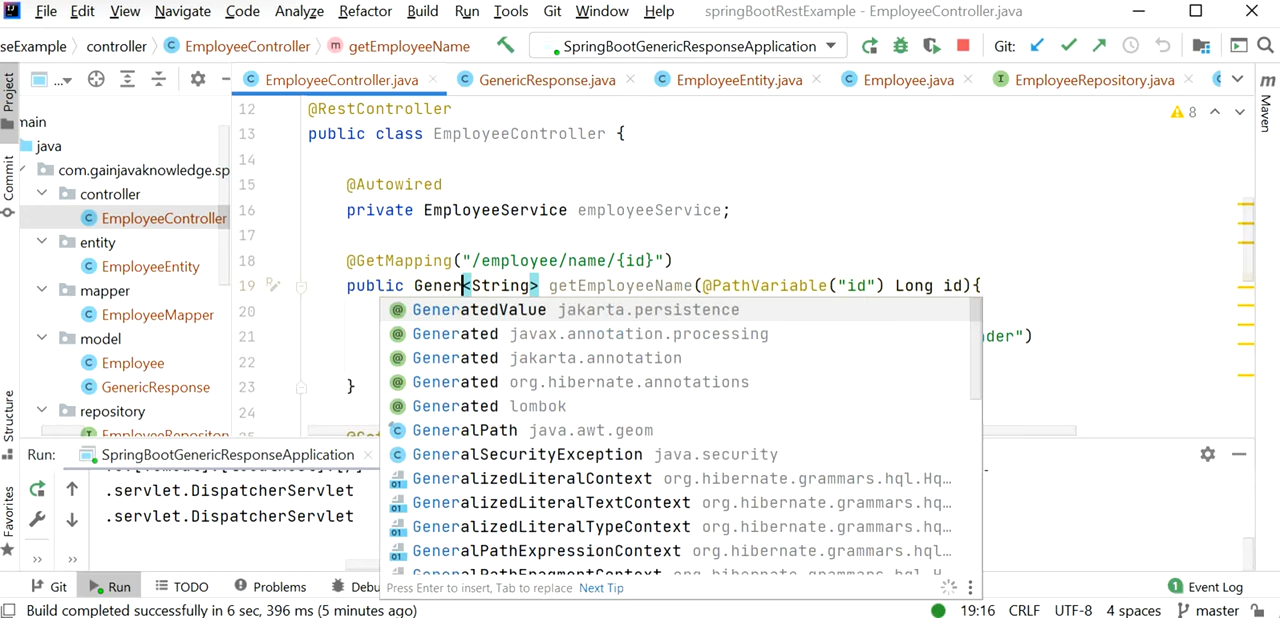 File Edit View Navigate Code Analyze Refactor Build Run Tools Git Window Help springBootRestExample - EmployeeController.java
seExample controller EmployeeController getEmployeeName SpringBootGenericResponseApplication Git:
... EmployeeController.java GenericResponse.java EmployeeEntity.java Employee.java EmployeeRepository.java
Project
Commit
Structure
Favorites
main
java
com.gainjavaknowledge.sp
controller
EmployeeController
entity
EmployeeEntity
mapper
EmployeeMapper
model
Employee
GenericResponse
repository
12 @RestController
13 public class EmployeeController {
14
15 @Autowired
16 private EmployeeService employeeService;
17
18 @GetMapping("/employee/name/{id}")
19 public Gener<String> getEmployeeName(@PathVariable("id") Long id){
20
21 der")
22
23 }
24
8
Maven
GeneratedValue jakarta.persistence
Generated javax.annotation.processing
Generated jakarta.annotation
Generated org.hibernate.annotations
Generated lombok
GeneralPath java.awt.geom
GeneralSecurityException java.security
GeneralizedLiteralContext org.hibernate.grammars.hql.Hq...
GeneralizedLiteralTextContext org.hibernate.grammars.hq...
GeneralizedLiteralTypeContext org.hibernate.grammars.hq...
GeneralPathExpressionContext org.hibernate.grammars.hql...
Press Enter to insert, Tab to replace Next Tip
Run: SpringBootGenericResponseApplication
.servlet.DispatcherServlet
.servlet.DispatcherServlet
Git Run TODO Problems Debu 1 Event Log
Build completed successfully in 6 sec, 396 ms (5 minutes ago) 19:16 CRLF UTF-8 4 spaces master